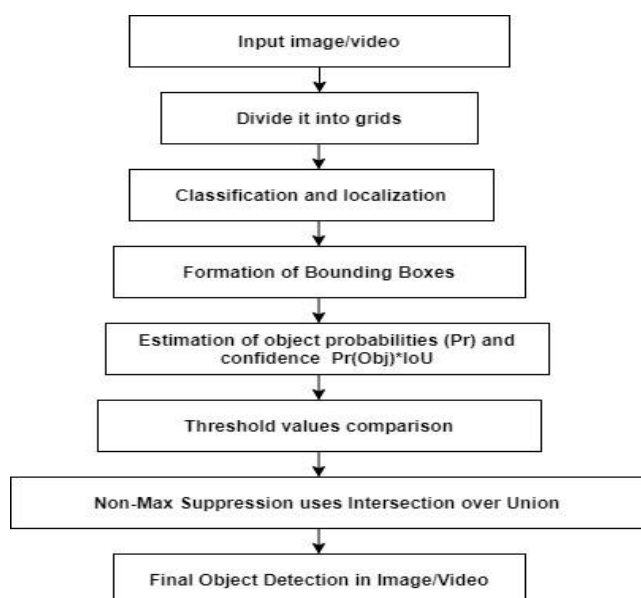 Input image/video
Divide it into grids
Classification and localization
Formation of Bounding Boxes
Estimation of object probabilities (Pr) and
confidence Pr(Obj)*IoU
Threshold values comparison
Non-Max Suppression uses Intersection over Union
Final Object Detection in Image/Video